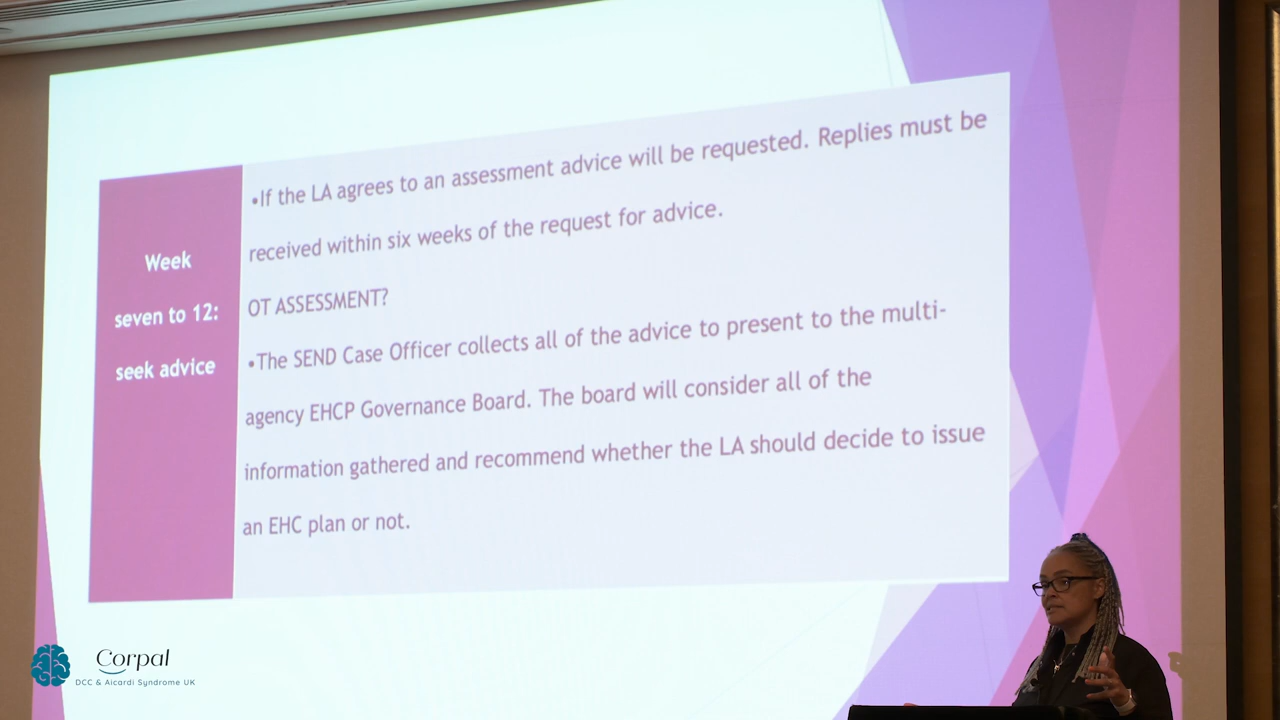 Week
seven to 12:
seek advice
•If the LA agrees to an assessment advice will be requested. Replies must be
received within six weeks of the request for advice.
OT ASSESSMENT?
•The SEND Case Officer collects all of the advice to present to the multi-
agency EHCP Governance Board. The board will consider all of the
information gathered and recommend whether the LA should decide to issue
an EHC plan or not.
Corpal
DCC & Aicardi Syndrome UK